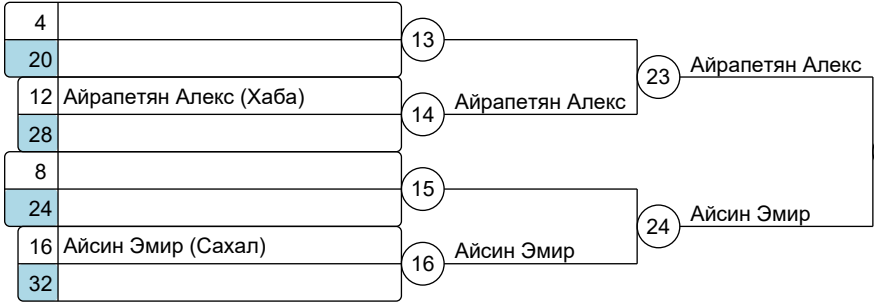 4
13
20
23 Айрапетян Алекс
12 Айрапетян Алекс (Хаба)
14 Айрапетян Алекс
28
8
15
24
24 Айсин Эмир
16 Айсин Эмир (Сахал)
16 Айсин Эмир
32